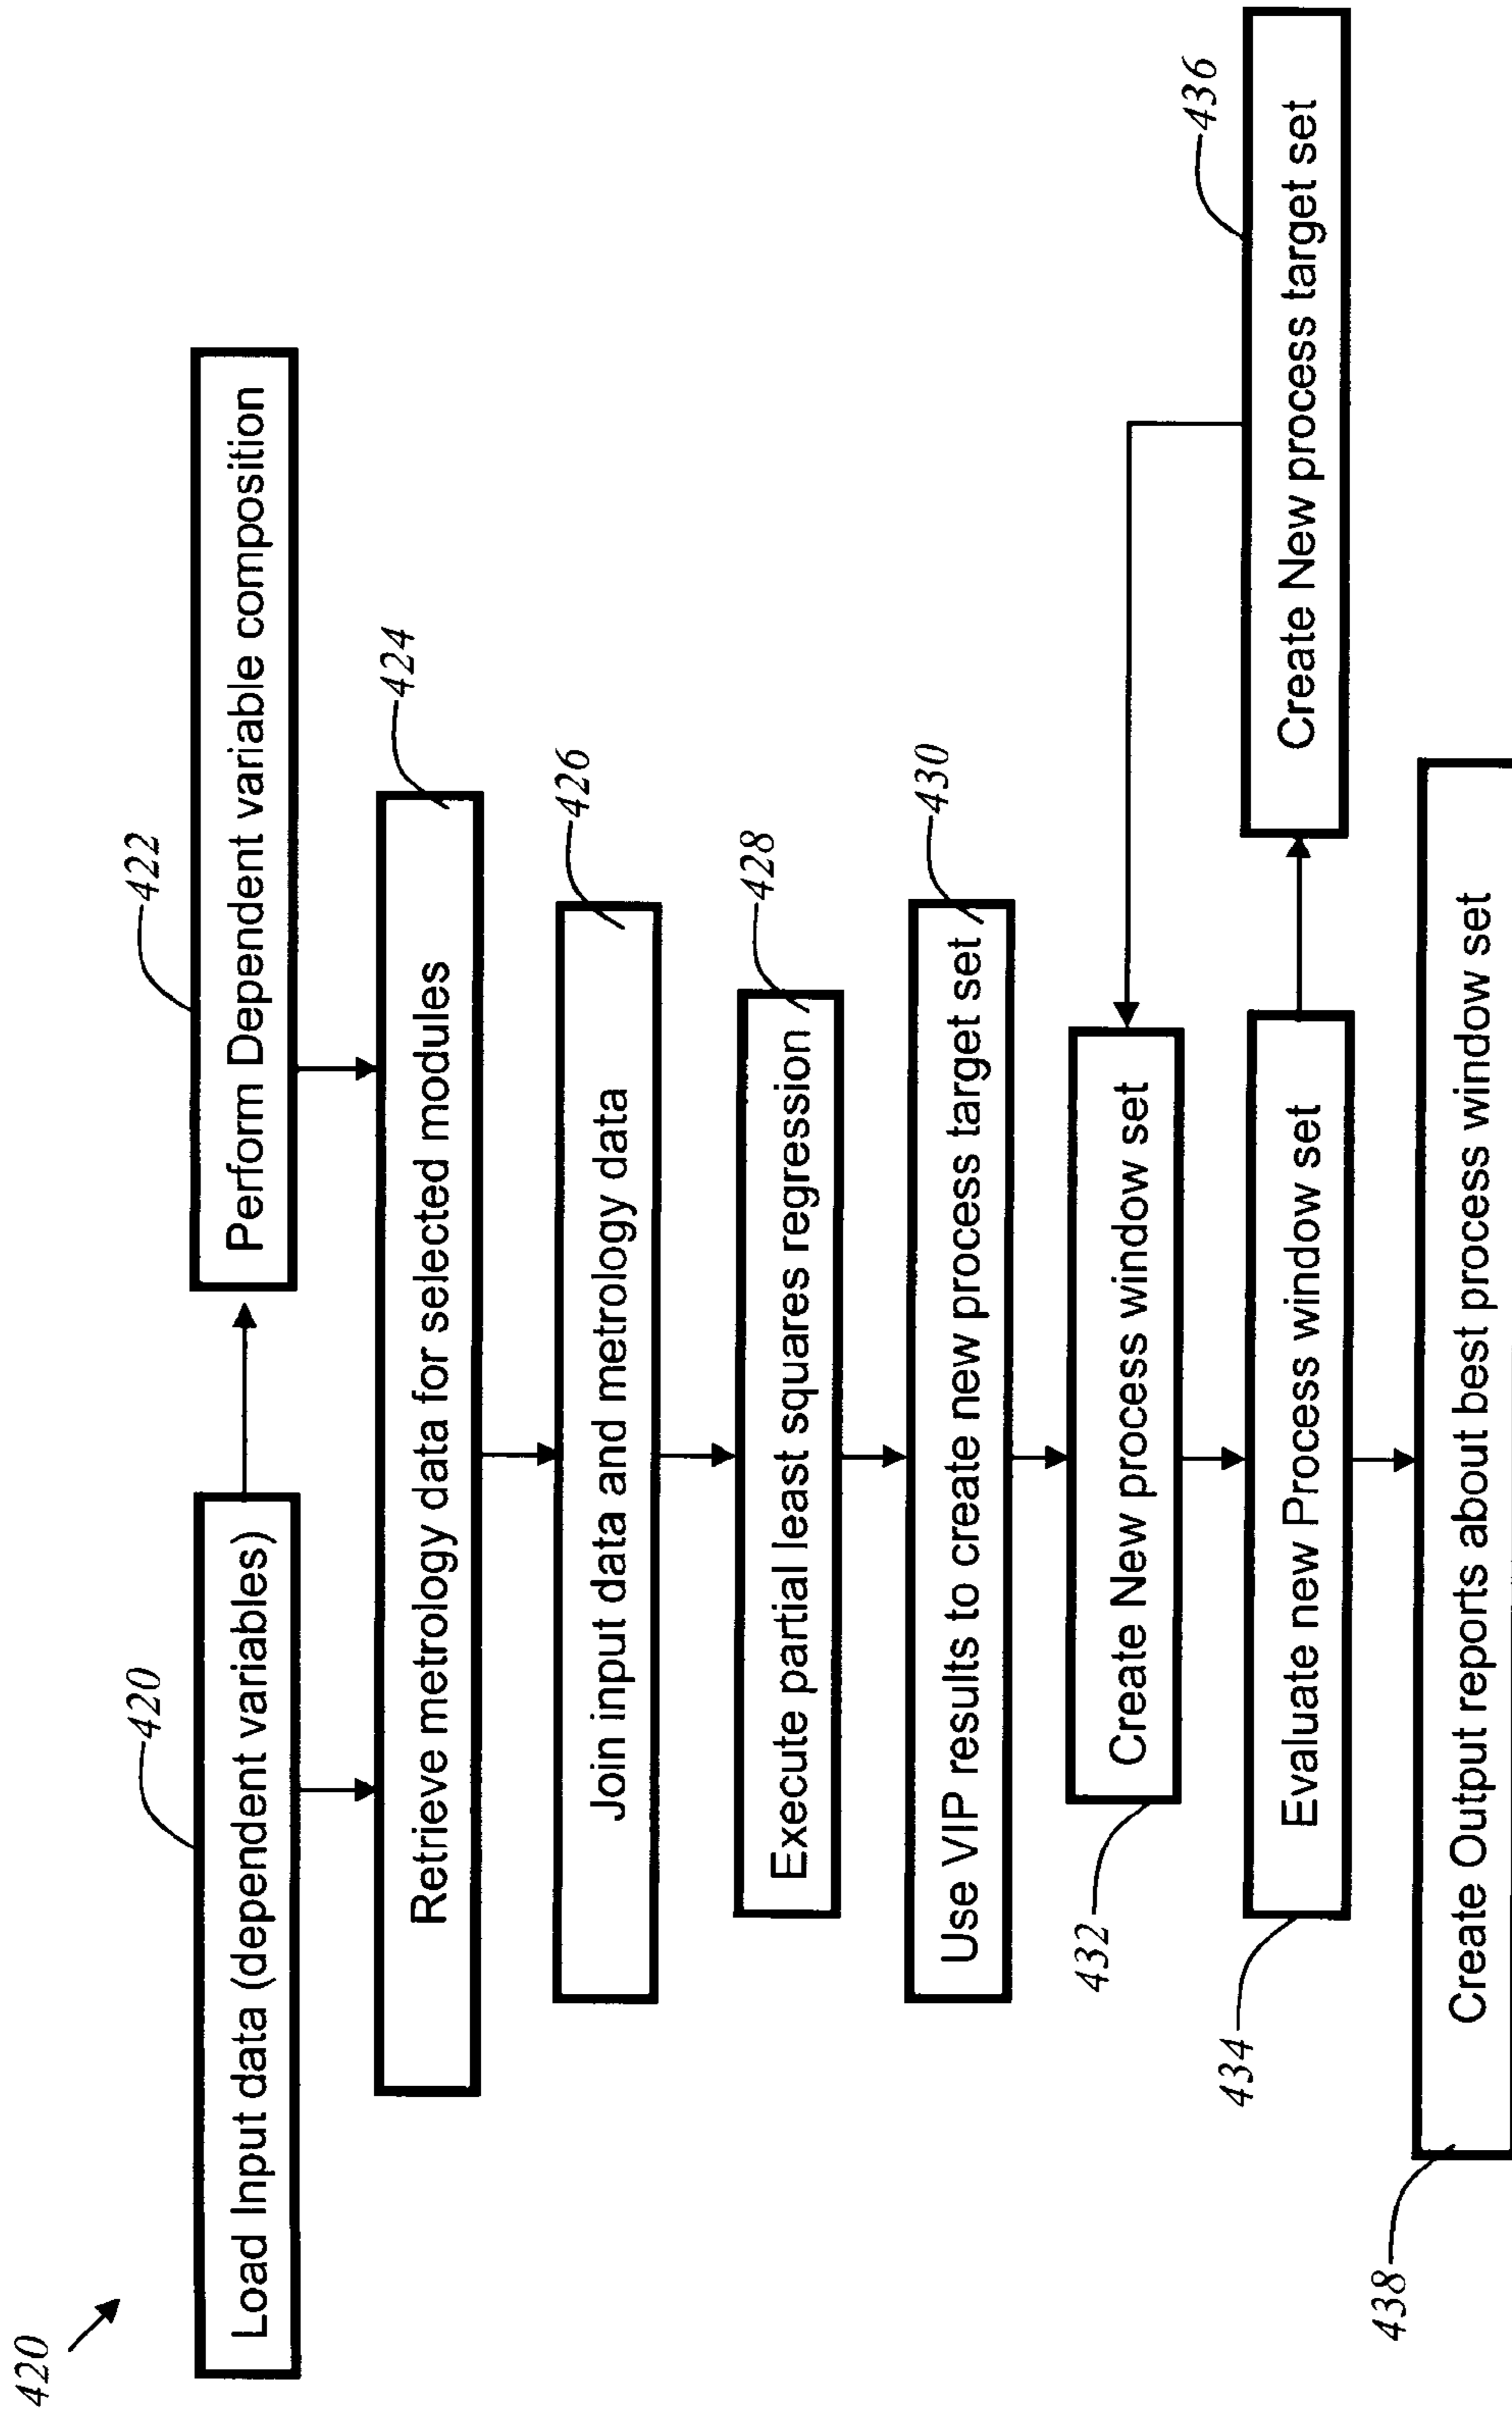 420
420
Load Input data (dependent variables)
422
Perform Dependent variable composition
424
Retrieve metrology data for selected modules
426
Join input data and metrology data
428
Execute partial least squares regression
430
Use VIP results to create new process target set
432
Create New process window set
434
Evaluate new Process window set
436
Create New process target set
438
Create Output reports about best process window set